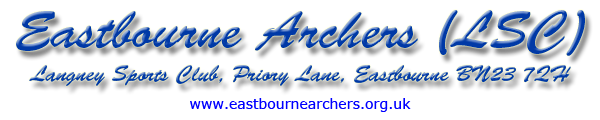 Eastbourne Archers (LSC)
Langney Sports Club, Priory Lane, Eastbourne BN23 7QH
www.eastbournearchers.org.uk